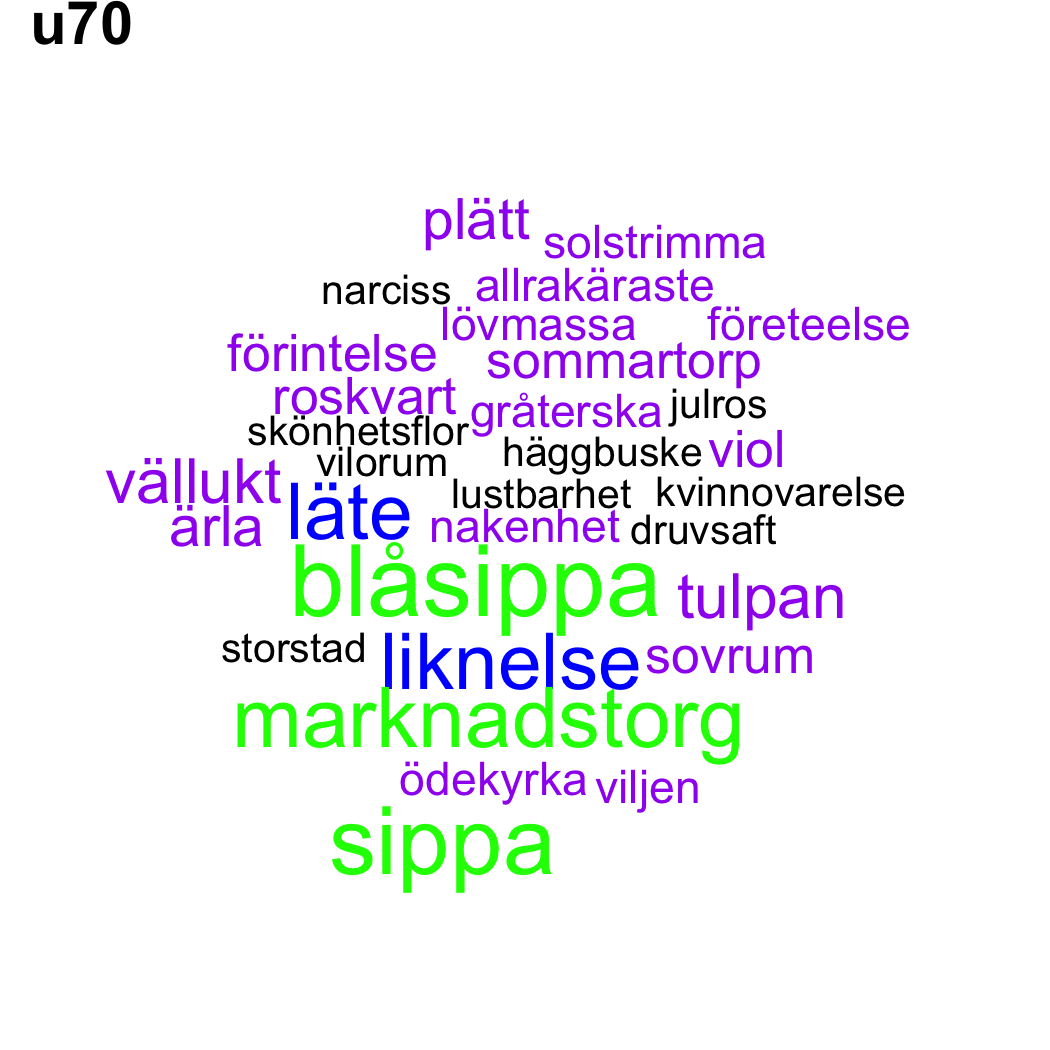 u70
plätt
solstrimma
narciss
allrakäraste
lövmassa
företeelse
förintelse
sommartorp
roskvart
gråterska
julros
skönhetsflor
häggbuske
viol
vilorum
vällukt
lustbarhet
kvinnovarelse
läte
ärla
nakenhet
druvsaft
blåsippa
tulpan
storstad
liknelse
sovrum
marknadstorg
ödekyrka
viljen
sippa